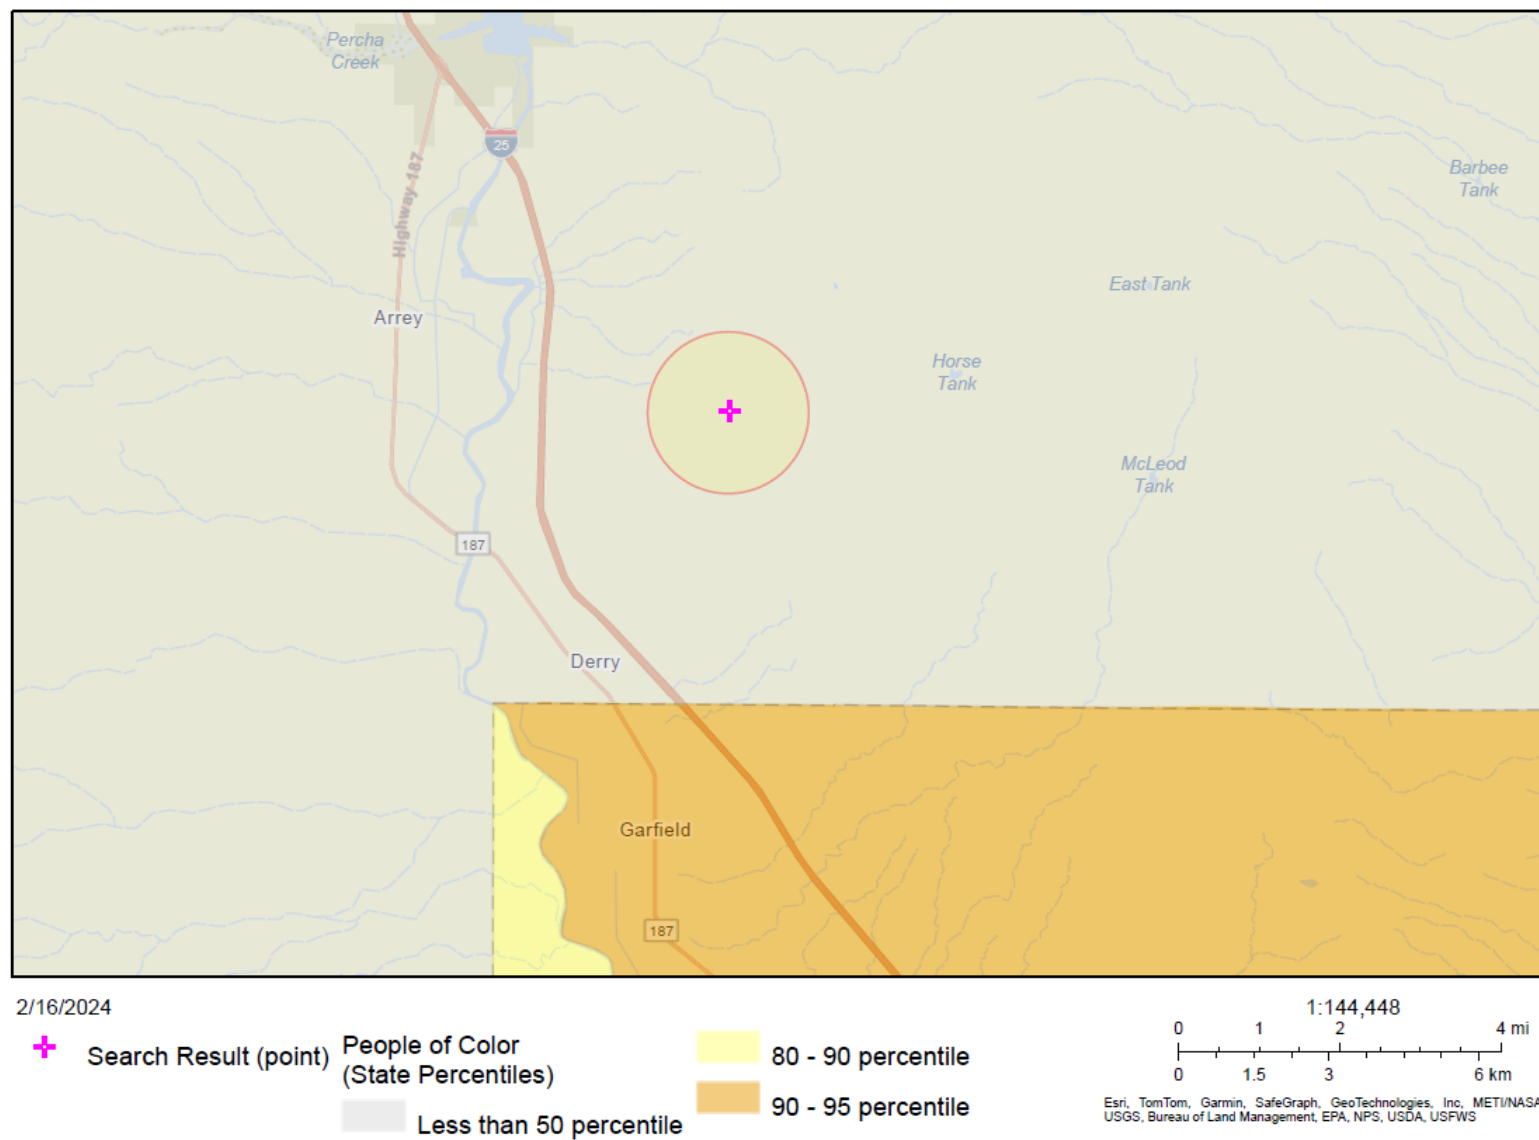 Percha
Creek
25
Highway 187
Barbee
Tank
East Tank
Arrey
Horse
Tank
McLeod
Tank
187
Derry
Garfield
187
2/16/2024
1:144,448
0 1 2 4 mi
0 1.5 3 6 km
Search Result (point)
People of Color
(State Percentiles)
Less than 50 percentile
80 - 90 percentile
90 - 95 percentile
Esri, TomTom, Garmin, SafeGraph, GeoTechnologies, Inc, METI/NASA
USGS, Bureau of Land Management, EPA, NPS, USDA, USFWS